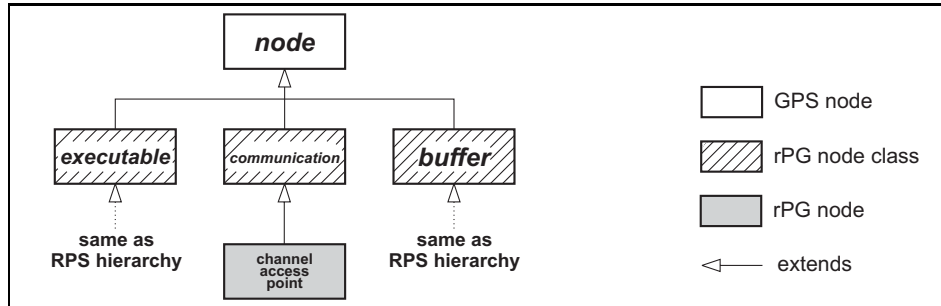 node
executable
communication
buffer
same as
RPS hierarchy
channel
access
point
same as
RPS hierarchy
GPS node
rPG node class
rPG node
extends